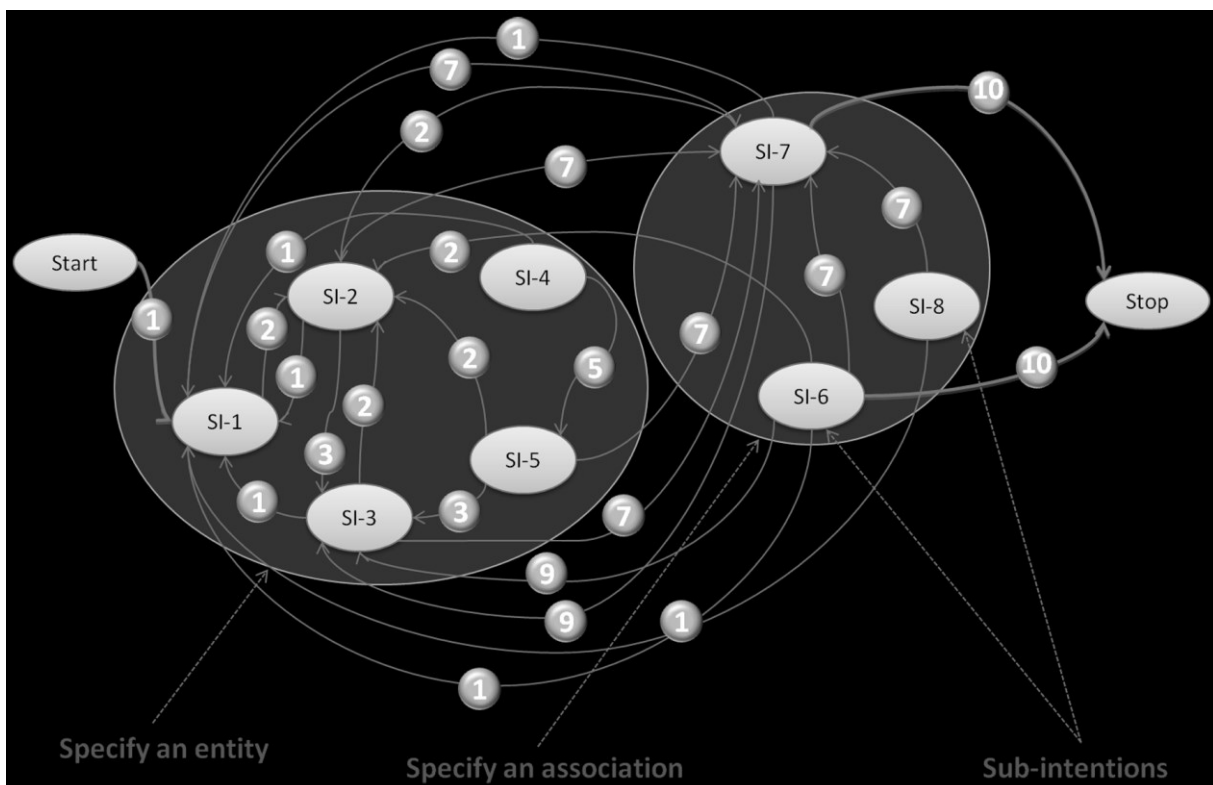 1
7
10
2
SI-7
7
7
1
2
Start
SI-4
7
SI-2
SI-8
Stop
1
2
7
2
5
1
10
2
SI-6
SI-1
3
SI-5
1
3
SI-3
7
9
9
1
1
Specify an entity
Specify an association
Sub-intentions